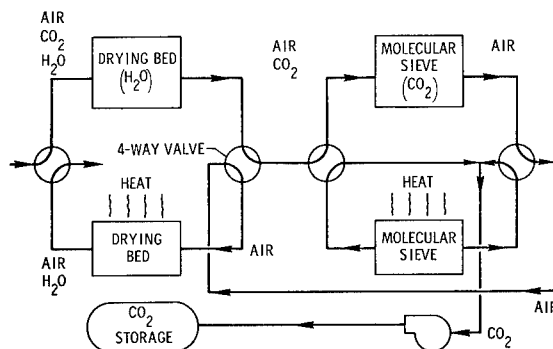 AIR
CO2
H2O
DRYING BED
(H2O)
AIR
CO2
MOLECULAR
SIEVE
(CO2)
AIR
4-WAY VALVE
HEAT
HEAT
DRYING
BED
AIR
MOLECULAR
SIEVE
AIR
H2O
AIR
CO2
STORAGE
CO2